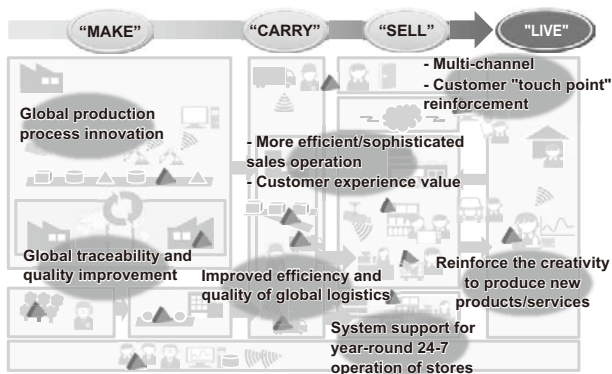 “MAKE”
“CARRY”
“SELL”
"LIVE"
- Multi-channel
- Customer "touch point"
reinforcement
Global production
process innovation
- More efficient/sophisticated
sales operation
- Customer experience value
Global traceability and
quality improvement
Improved efficiency and
quality of global logistics
Reinforce the creativity
to produce new
products/services
System support for
year-round 24-7
operation of stores